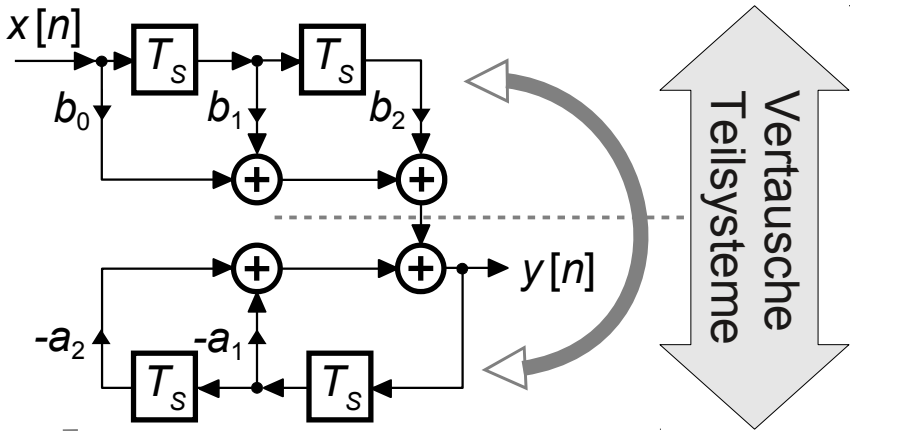 x[n]
T_S
T_S
b_0
b_1
b_2
+
+
+
+
y[n]
-a_2
-a_1
T_S
T_S
Vertausche
Teilsysteme